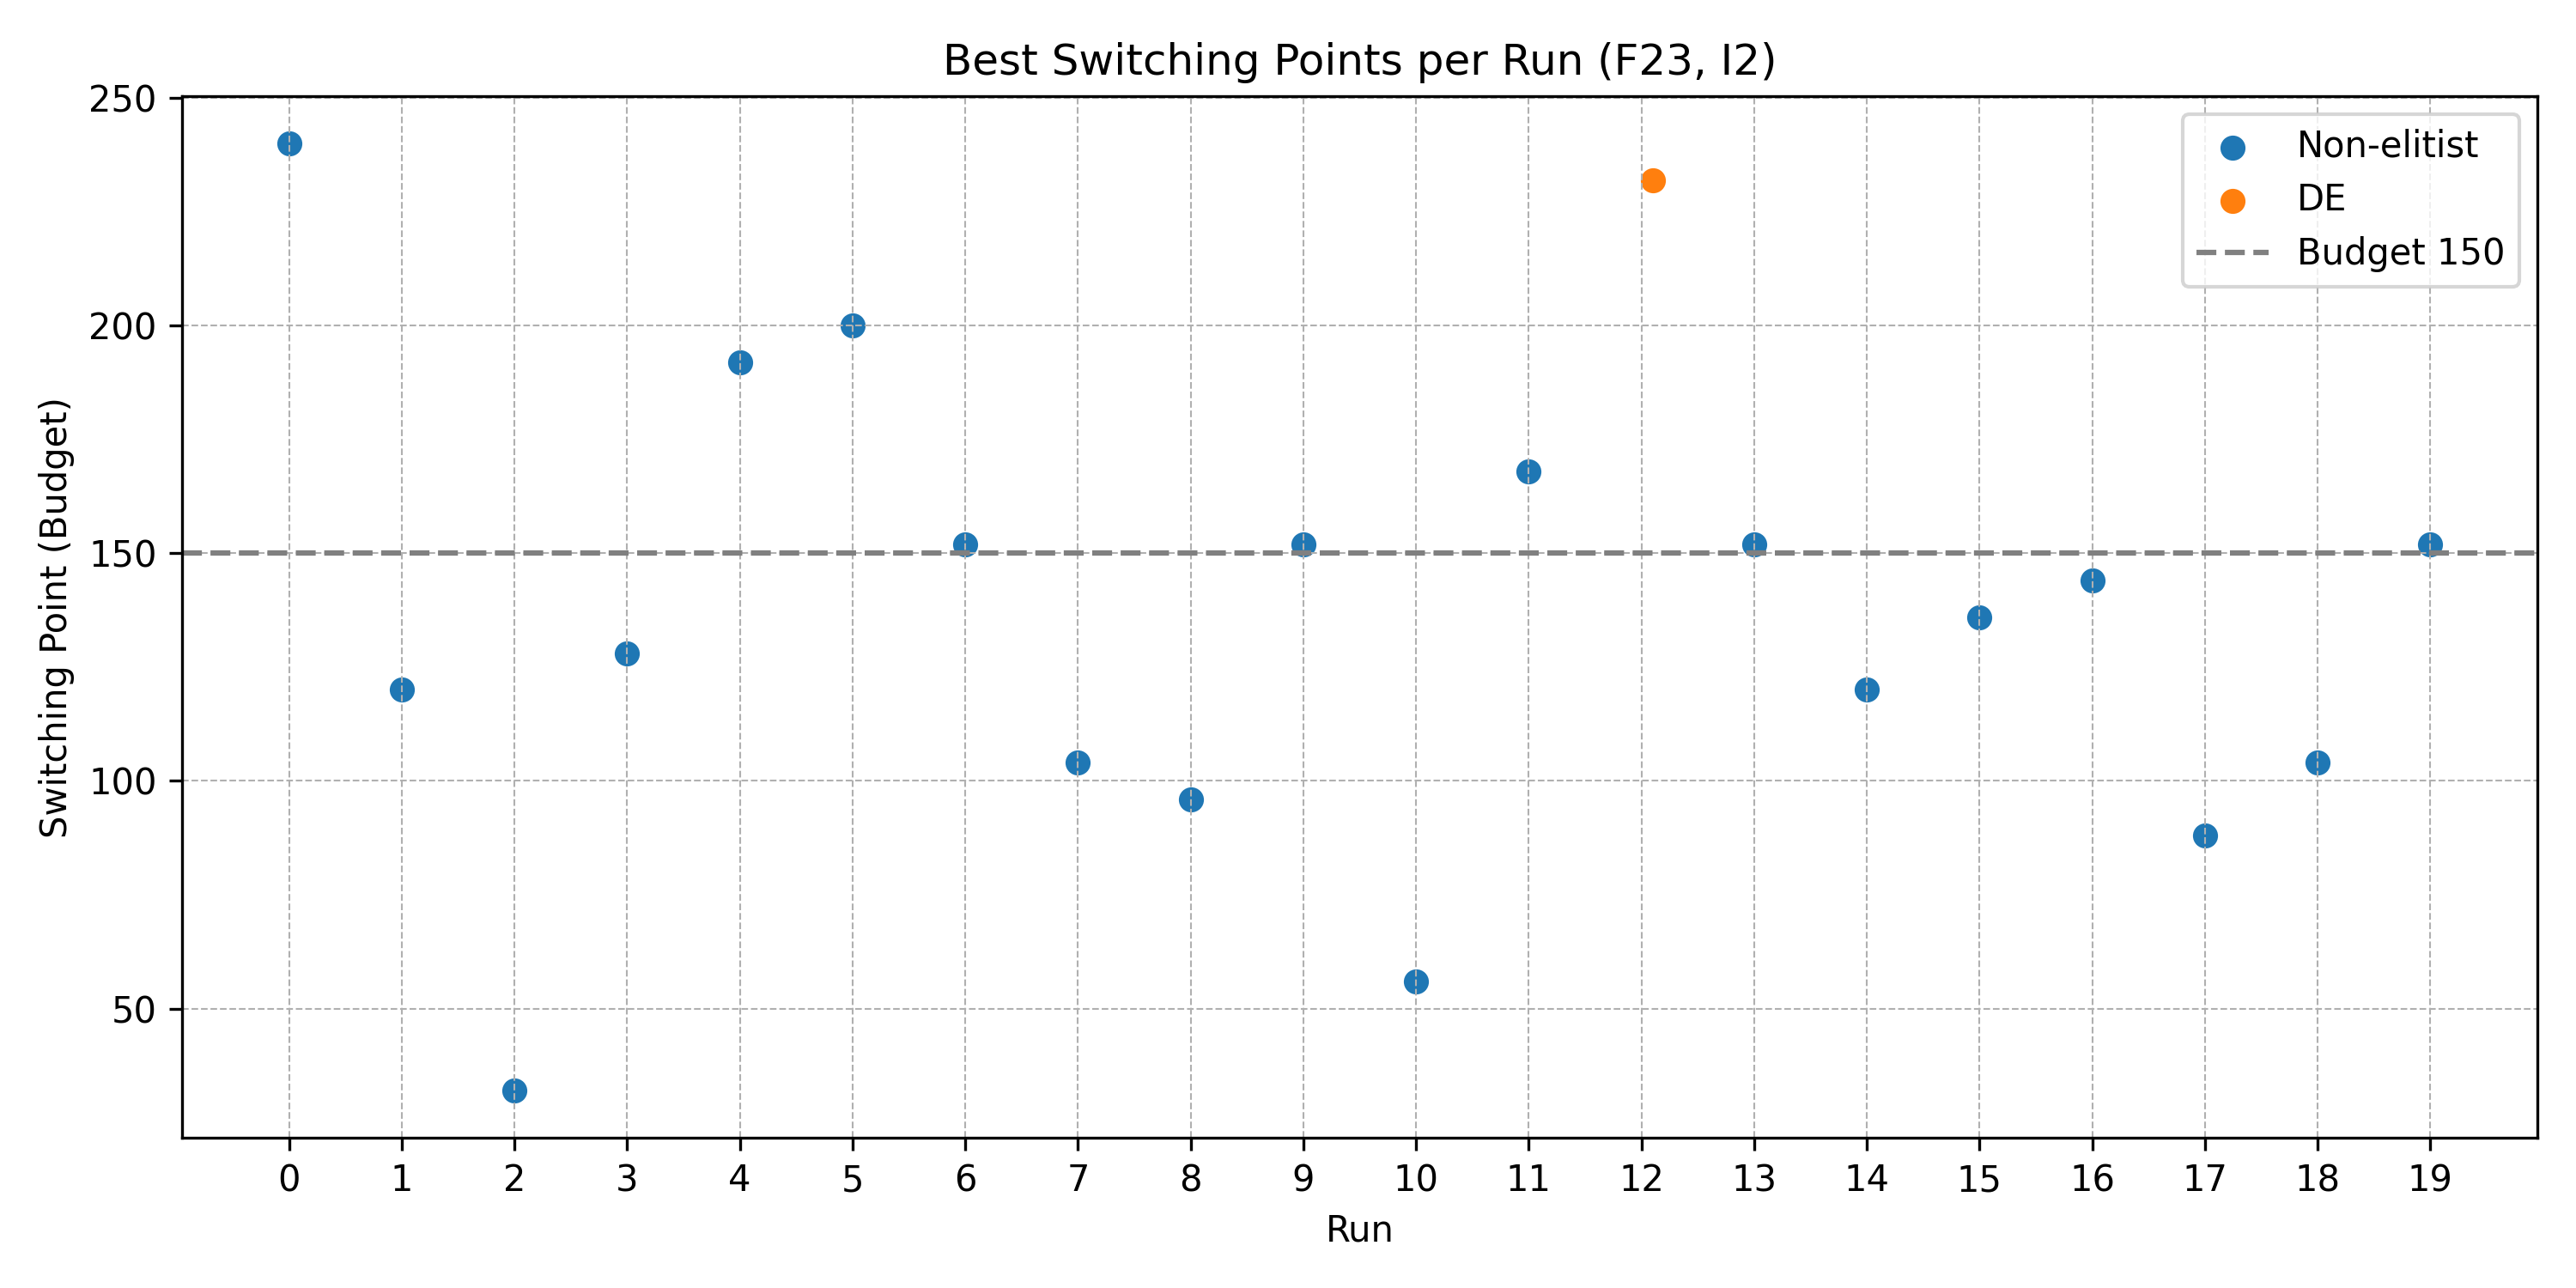 Best Switching Points per Run (F23, I2)
Switching Point (Budget)
250
200
150
100
50
Non-elitist
DE
Budget 150
0 1 2 3 4 5 6 7 8 9 10 11 12 13 14 15 16 17 18 19
Run